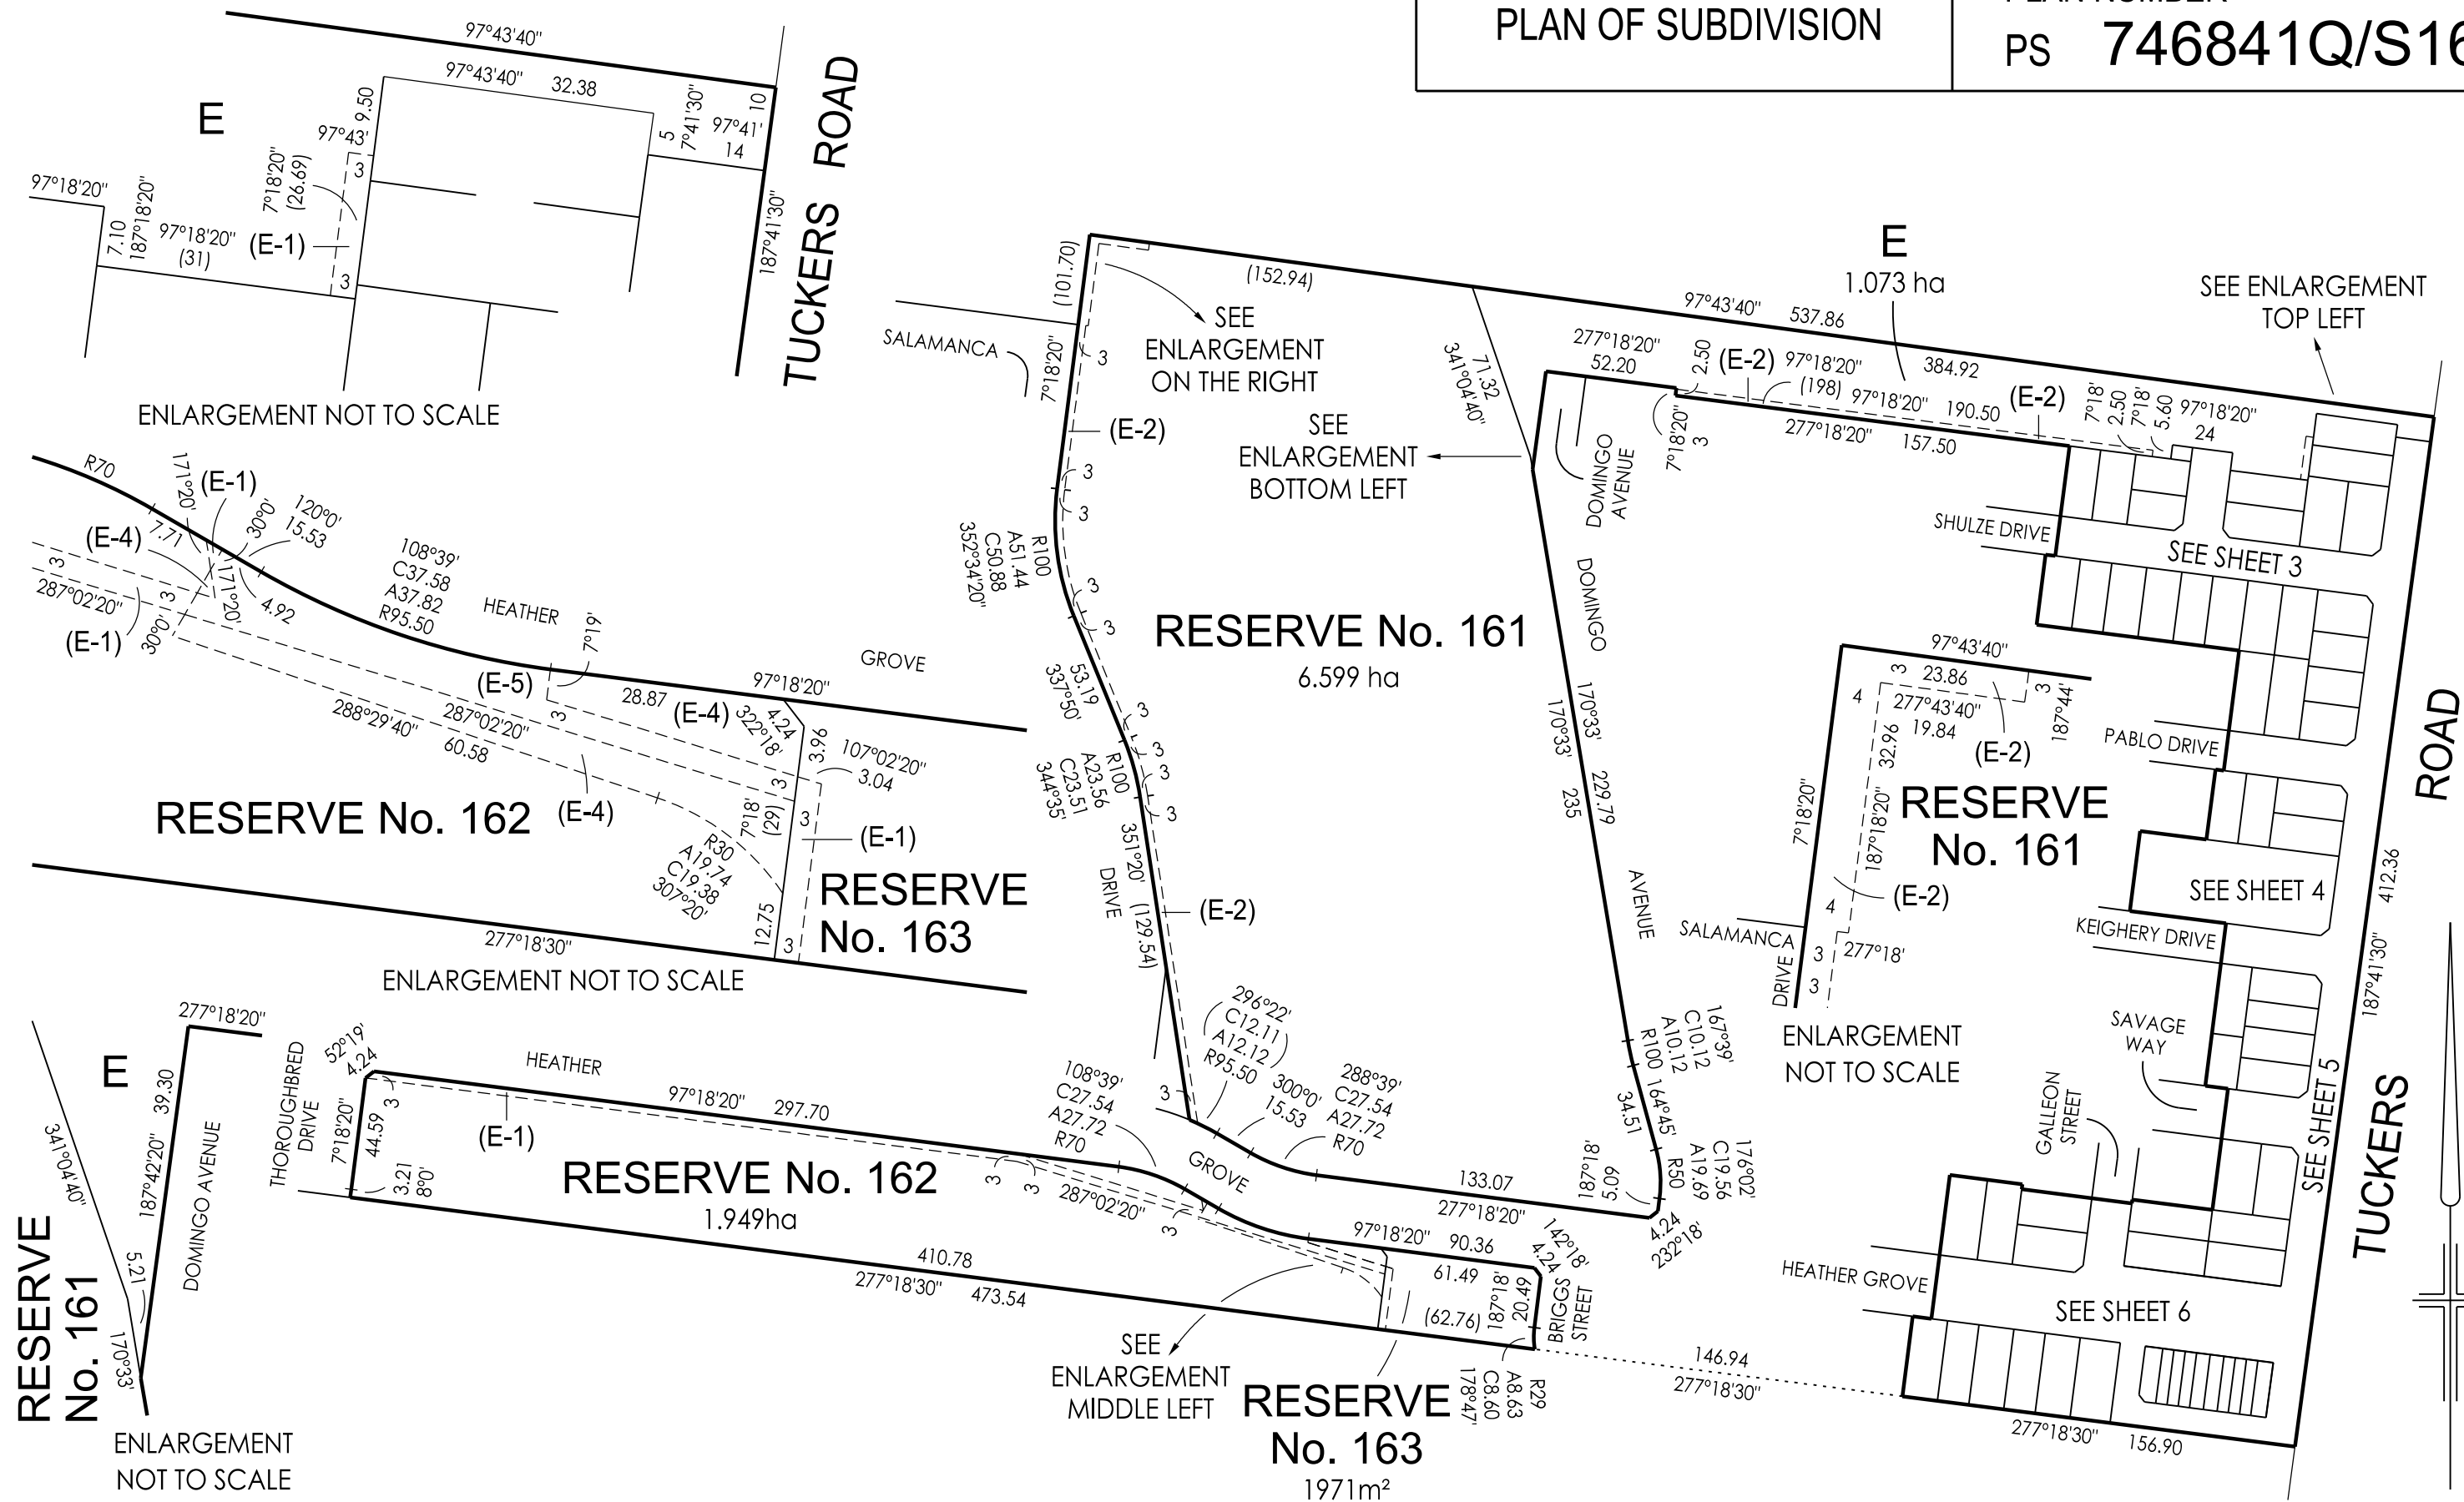 PLAN OF SUBDIVISION
PS 746841Q/S16
97°43'40"
97°43'40" 32.38
E
9.50
97°43'
3
7°18'20"
(26.69)
5
7°41'30"
10
97°41'
14
97°18'20"
7.10
187°18'20"
97°18'20"
(31)
(E-1)
3
187°41'30"
TUCKERS ROAD
ENLARGEMENT NOT TO SCALE
R70
171°20'
(E-1)
(E-4)
7.71
30°0'
120°0'
15.53
3
287°02'20"
(E-1)
3
30°0'
171°20'
4.92
108°39'
C37.58
A37.82
R95.50
HEATHER
7°19'
GROVE
(E-5)
3
28.87
97°18'20"
(E-4)
4.24
322°18'
3.96
107°02'20"
3.04
288°29'40"
60.58
287°02'20"
(E-4)
3
7°18'
(29)
3
(E-1)
R30
A19.74
C19.38
307°20'
12.75
3
RESERVE No. 162
RESERVE
No. 163
277°18'30"
ENLARGEMENT NOT TO SCALE
277°18'20"
E
341°04'40"
187°42'20" 39.30
5.21
170°33'
DOMINGO AVENUE
RESERVE
No. 161
ENLARGEMENT
NOT TO SCALE
THOROUGHBRED
DRIVE
52°19'
4.24
HEATHER
3
7°18'20"
44.59
3.21
8°0'
(E-1)
97°18'20" 297.70
RESERVE No. 162
1.949ha
410.78
277°18'30" 473.54
3
3
287°02'20"
3
108°39'
C27.54
A27.72
R70
GROVE
SEE
ENLARGEMENT
MIDDLE LEFT
RESERVE
No. 163
1971m²
97°18'20" 90.36
61.49
(62.76)
142°18'
4.24
187°18'
20.49
BRIGGS
STREET
R29
A8.63
C8.60
178°47'
146.94
277°18'30"
(101.70)
(152.94)
SALAMANCA
7°18'20"
3
SEE
ENLARGEMENT
ON THE RIGHT
(E-2)
3
3
R100
A51.44
C50.88
352°34'20"
3
3
53.19
337°50'
3
3
3
3
R100
A23.56
C23.51
344°35'
351°20' (129.54)
DRIVE
(E-2)
3
296°22'
C12.11
A12.12
R95.50
300°0'
15.53
288°39'
C27.54
A27.72
R70
133.07
277°18'20"
187°18'
5.09
4.24
232°18'
176°02'
C19.56
A19.69
R50
164°45'
34.51
167°39'
C10.12
A10.12
R100
RESERVE No. 161
6.599 ha
341°04'40"
71.32
SEE
ENLARGEMENT
BOTTOM LEFT
DOMINGO
AVENUE
DOMINGO
AVENUE
170°33' 229.79
170°33' 235
E
1.073 ha
97°43'40" 537.86
384.92
277°18'20"
52.20
2.50
(E-2)
97°18'20"
(198)
97°18'20" 190.50
(E-2)
7°18'20"
3
277°18'20" 157.50
7°18'
2.50
7°18'
5.60
97°18'20"
24
SEE ENLARGEMENT
TOP LEFT
SHULZE DRIVE
SEE SHEET 3
97°43'40"
3
23.86
3
4
277°43'40"
19.84
(E-2)
187°44'
32.96
187°18'20"
7°18'20"
RESERVE
No. 161
4
(E-2)
SALAMANCA
DRIVE
3
277°18'
3
ENLARGEMENT
NOT TO SCALE
PABLO DRIVE
SEE SHEET 4
KEIGHERY DRIVE
SAVAGE
WAY
GALLEON
STREET
SEE SHEET 5
HEATHER GROVE
SEE SHEET 6
277°18'30" 156.90
187°41'30" 412.36
TUCKERS ROAD